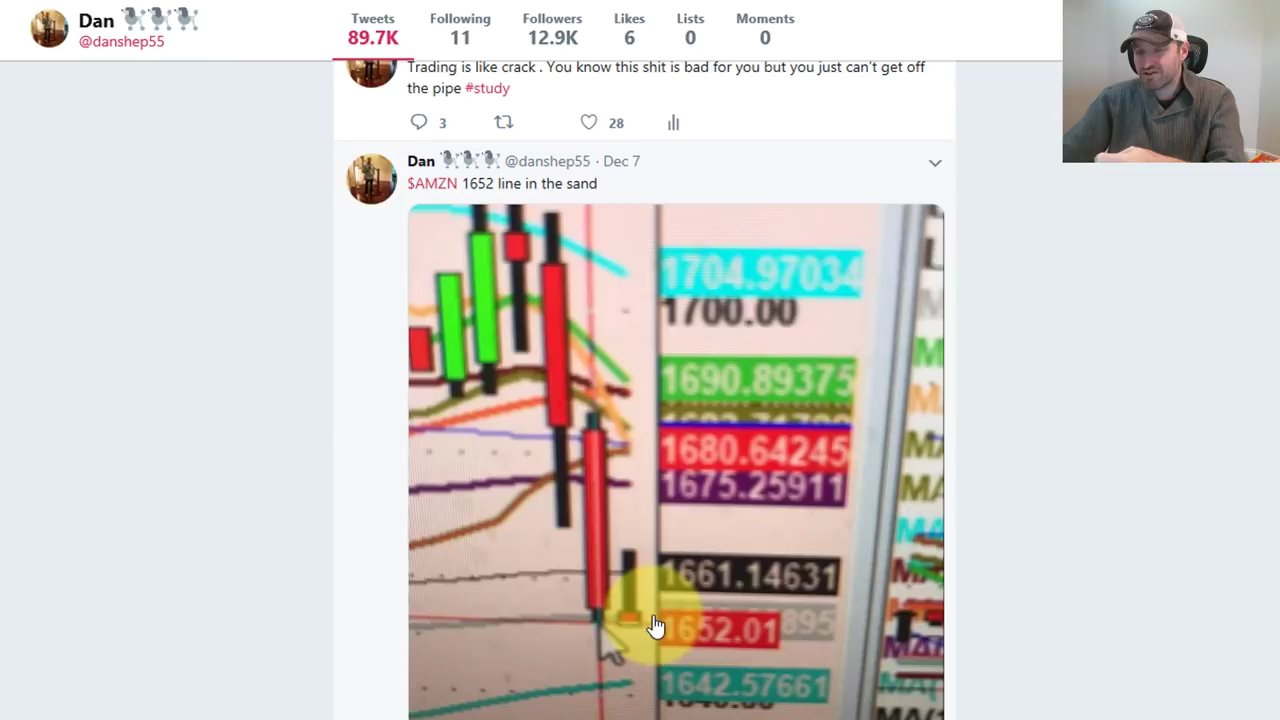 Dan
@danshep55
Tweets
89.7K
Following
11
Followers
12.9K
Likes
6
Lists
0
Moments
0
Trading is like crack . You know this shit is bad for you but you just can't get off
the pipe #study
3
28
Dan @danshep55 · Dec 7
$AMZN 1652 line in the sand
1704.97034
1700.00
1690.89375
1680.64245
1675.25911
1661.14631
1652.01
895
1642.57661